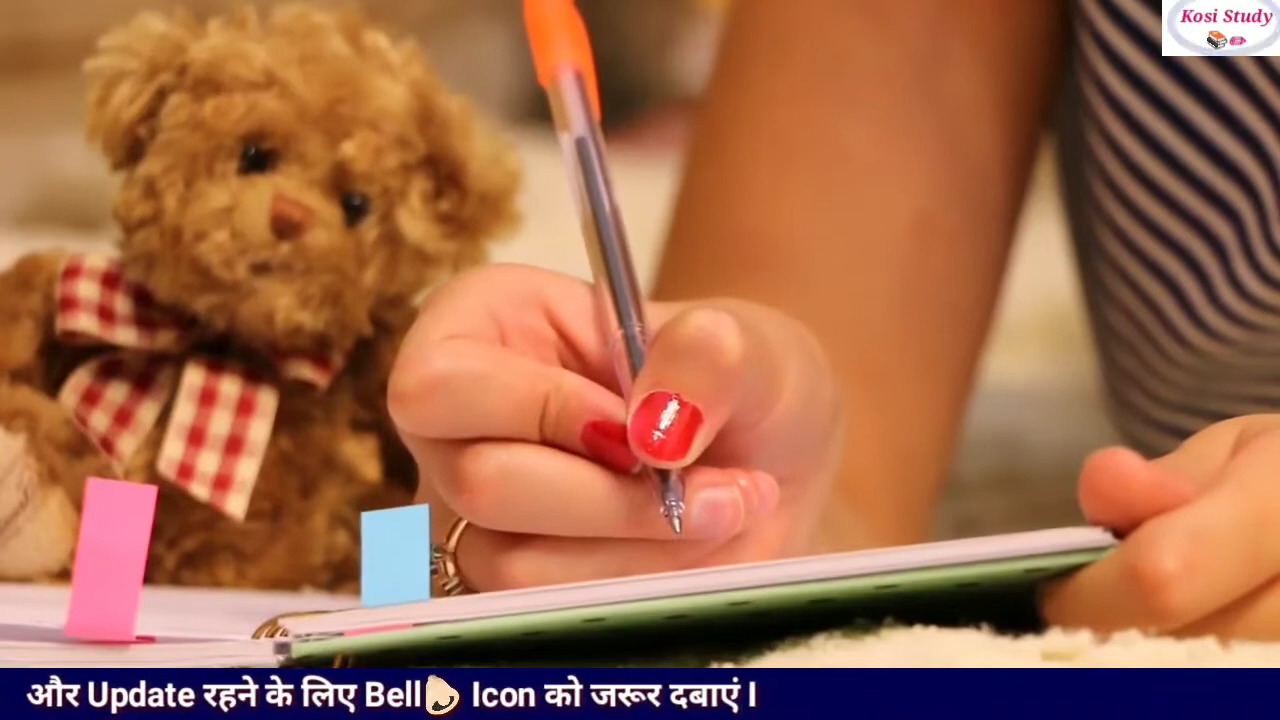 Kosi Study
और Update रहने के लिए Bell Icon को जरूर दबाएं I